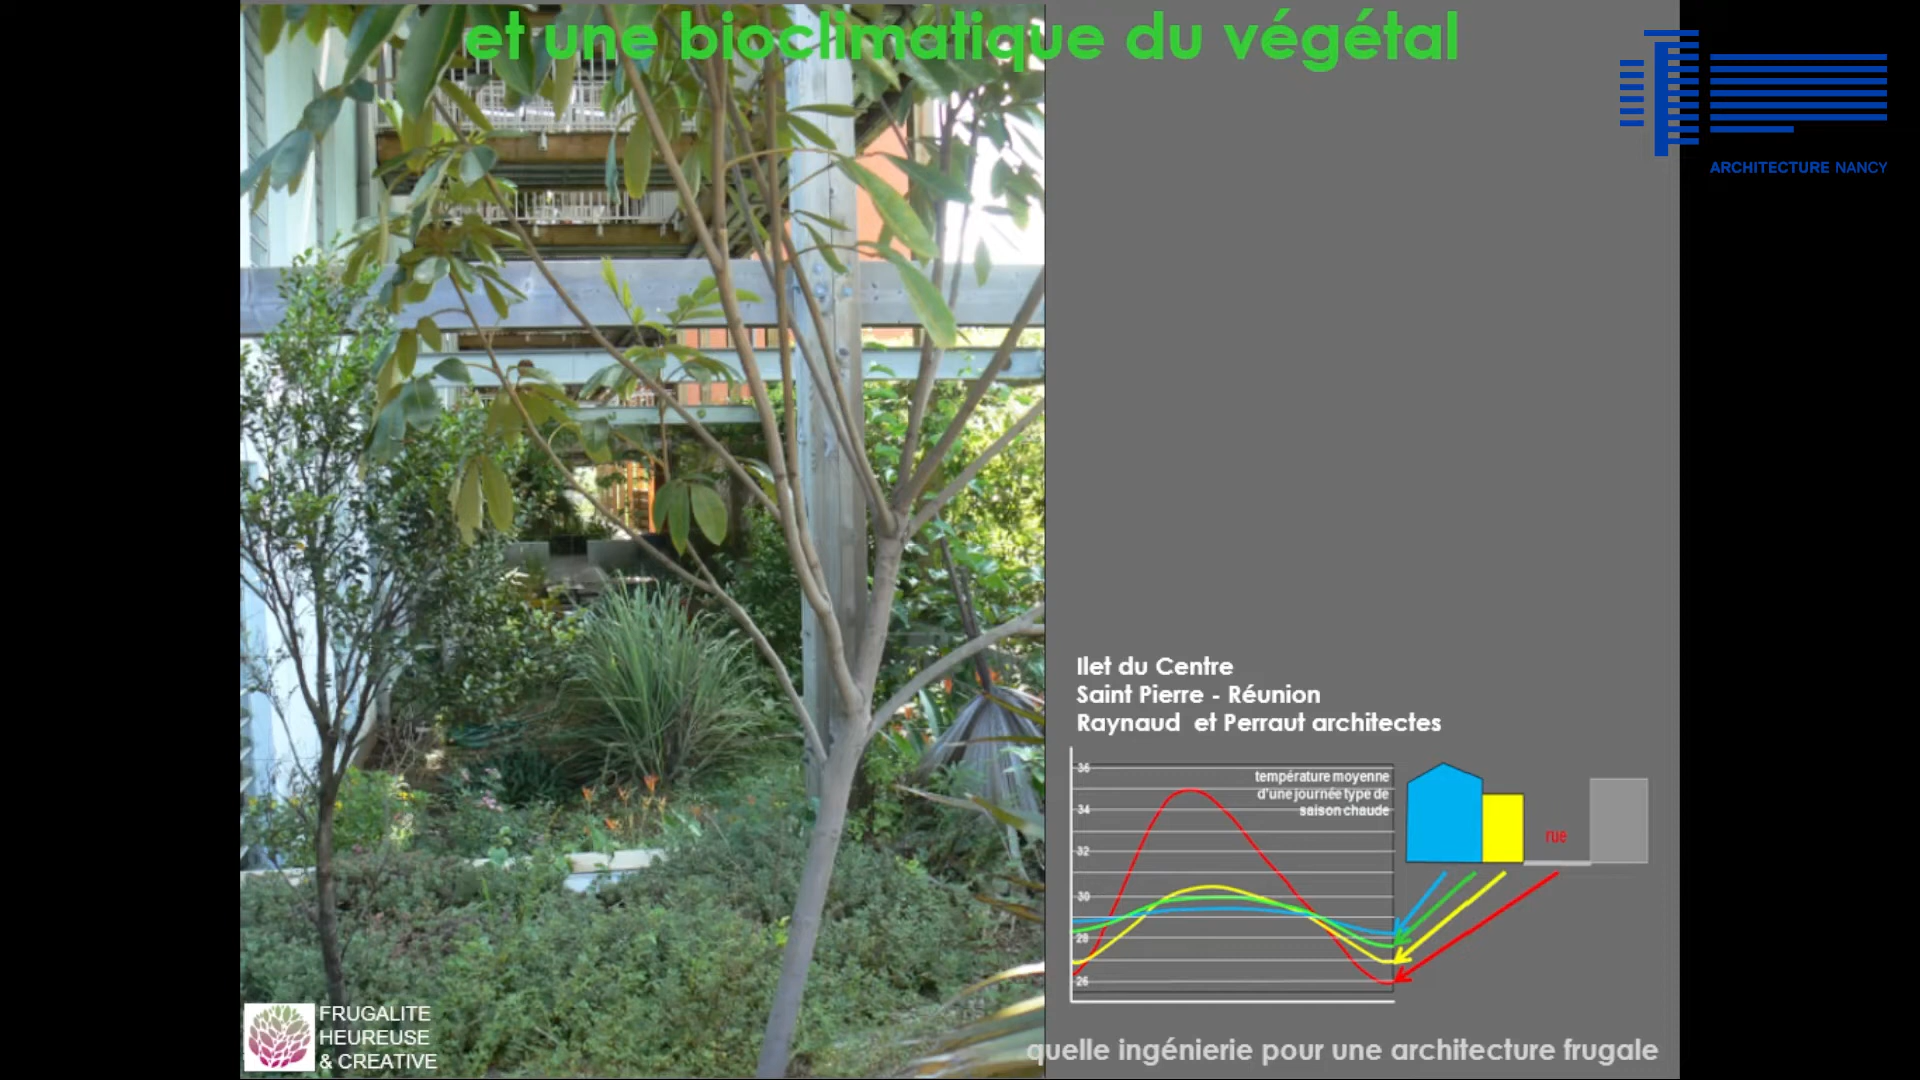 et une bioclimatique du végétal
ARCHITECTURE NANCY
Ilet du Centre
Saint Pierre - Réunion
Raynaud et Perraut architectes
36
température moyenne
d'une journée type de
saison chaude
34
rue
32
30
28
26
FRUGALITE
HEUREUSE
& CREATIVE
quelle ingénierie pour une architecture frugale